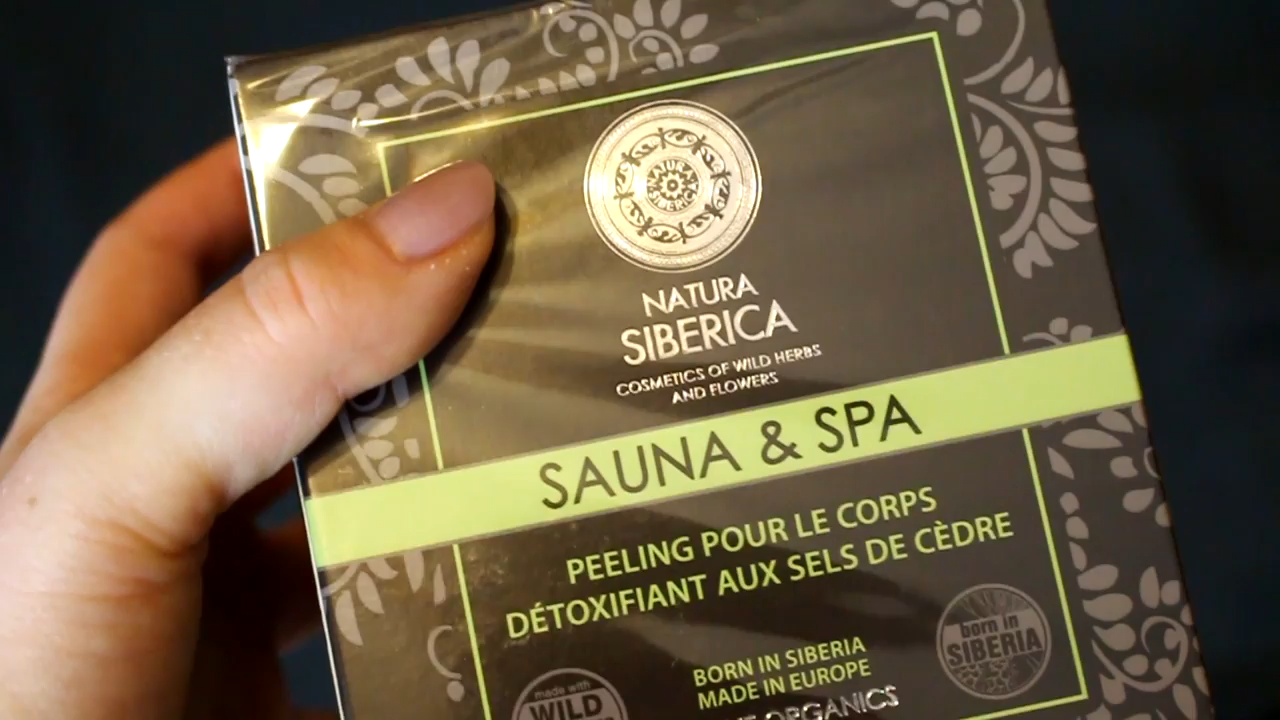 NATURA
SIBERICA
NATURA
SIBERICA
COSMETICS OF WILD HERBS
AND FLOWERS
SAUNA & SPA
PEELING POUR LE CORPS
DÉTOXIFIANT AUX SELS DE CÈDRE
born in
SIBERIA
BORN IN SIBERIA
MADE IN EUROPE
made with
WILD
ORGANICS